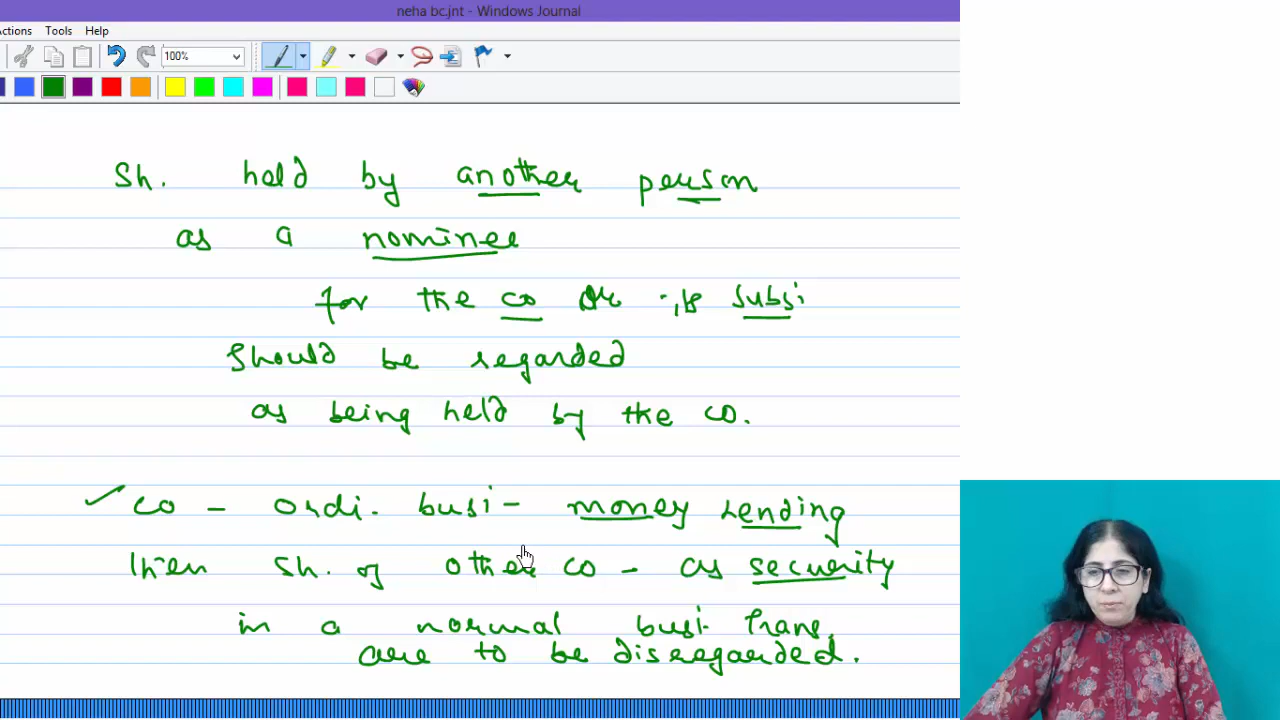 neha bc.jnt - Windows Journal
Actions Tools Help
100%
Sh. held by another person
as a nominee
for the co or its subsi
should be regarded
as being held by the co.
co - ordi. busi - money lending
then sh. of other co - as security
in a normal busi trans.
are to be disregarded.